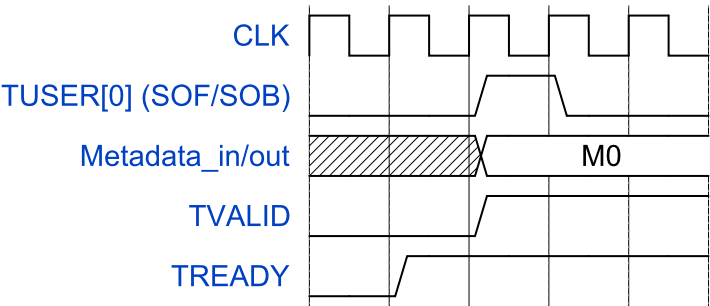 CLK
TUSER[0] (SOF/SOB)
Metadata_in/out
M0
TVALID
TREADY